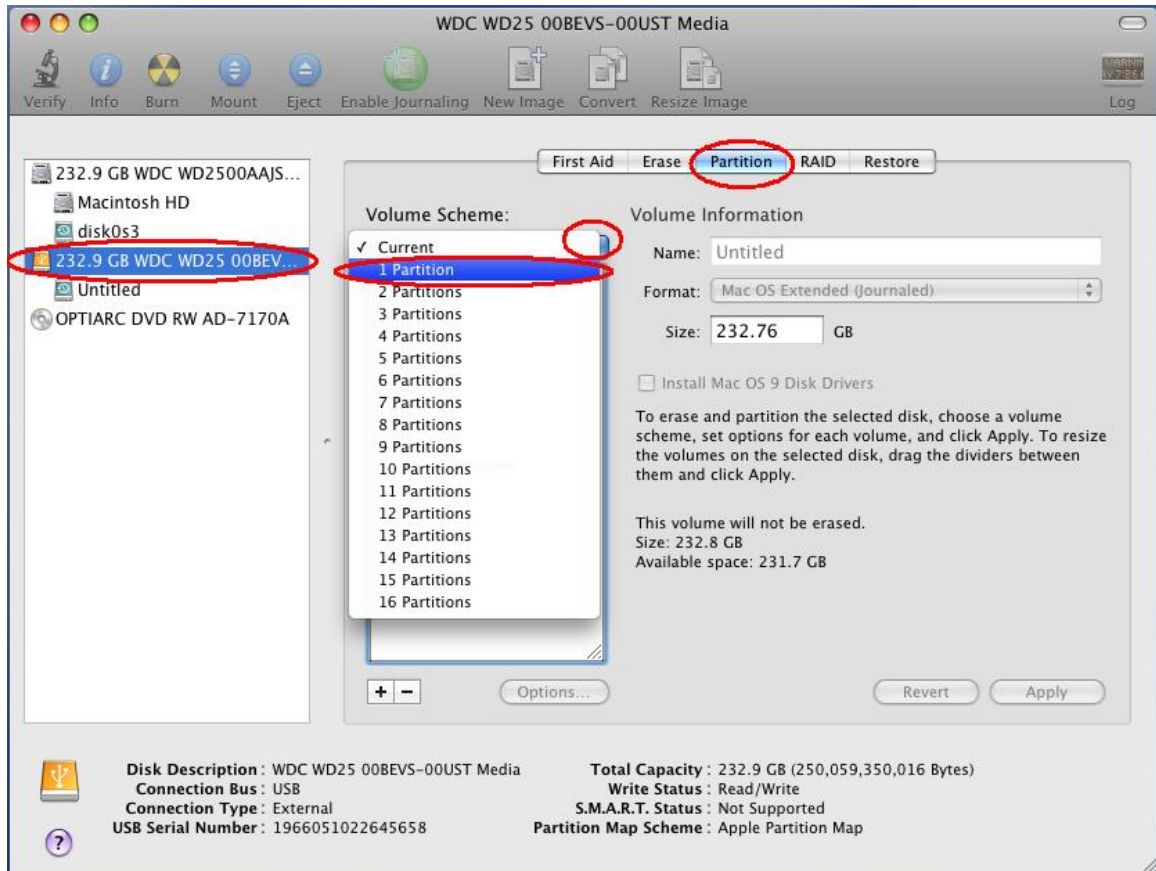 WDC WD25 00BEVS-00UST Media
Verify Info Burn Mount Eject Enable Journaling New Image Convert Resize Image Log
232.9 GB WDC WD2500AAJS...
Macintosh HD
disk0s3
232.9 GB WDC WD25 00BEV...
Untitled
OPTIARC DVD RW AD-7170A
First Aid Erase Partition RAID Restore
Volume Scheme:
✓ Current
1 Partition
2 Partitions
3 Partitions
4 Partitions
5 Partitions
6 Partitions
7 Partitions
8 Partitions
9 Partitions
10 Partitions
11 Partitions
12 Partitions
13 Partitions
14 Partitions
15 Partitions
16 Partitions
+ − Options...
Volume Information
Name: Untitled
Format: Mac OS Extended (Journaled)
Size: 232.76 GB
Install Mac OS 9 Disk Drivers
To erase and partition the selected disk, choose a volume
scheme, set options for each volume, and click Apply. To resize
the volumes on the selected disk, drag the dividers between
them and click Apply.
This volume will not be erased.
Size: 232.8 GB
Available space: 231.7 GB
Revert Apply
Disk Description : WDC WD25 00BEVS-00UST Media
Connection Bus : USB
Connection Type : External
USB Serial Number : 1966051022645658
Total Capacity : 232.9 GB (250,059,350,016 Bytes)
Write Status : Read/Write
S.M.A.R.T. Status : Not Supported
Partition Map Scheme : Apple Partition Map
?